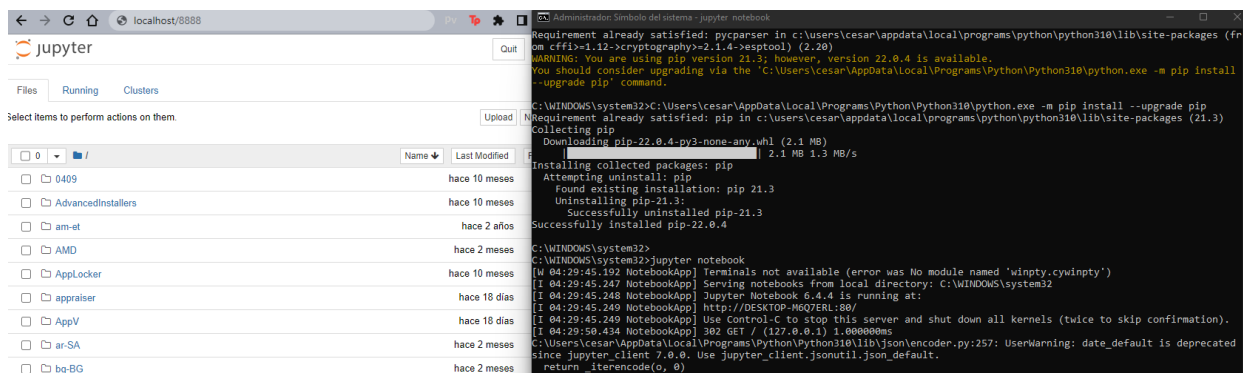 localhost/8888
Tp
jupyter
Quit
Files Running Clusters
Select items to perform actions on them.
Upload
0 /
Name Last Modified
0409 hace 10 meses
AdvancedInstallers hace 10 meses
am-et hace 2 años
AMD hace 2 meses
AppLocker hace 10 meses
appraiser hace 18 días
AppV hace 18 días
ar-SA hace 2 meses
bg-BG hace 2 meses
Administrador: Símbolo del sistema - jupyter notebook
Requirement already satisfied: pycparser in c:\users\cesar\appdata\local\programs\python\python310\lib\site-packages (fr
om cffi>=1.12->cryptography>=2.1.4->esptool) (2.20)
WARNING: You are using pip version 21.3; however, version 22.0.4 is available.
You should consider upgrading via the 'C:\Users\cesar\AppData\Local\Programs\Python\Python310\python.exe -m pip install
--upgrade pip' command.
C:\WINDOWS\system32>C:\Users\cesar\AppData\Local\Programs\Python\Python310\python.exe -m pip install --upgrade pip
Requirement already satisfied: pip in c:\users\cesar\appdata\local\programs\python\python310\lib\site-packages (21.3)
Collecting pip
Downloading pip-22.0.4-py3-none-any.whl (2.1 MB)
| | 2.1 MB 1.3 MB/s
Installing collected packages: pip
Attempting uninstall: pip
Found existing installation: pip 21.3
Uninstalling pip-21.3:
Successfully uninstalled pip-21.3
Successfully installed pip-22.0.4
C:\WINDOWS\system32>
C:\WINDOWS\system32>jupyter notebook
[W 04:29:45.192 NotebookApp] Terminals not available (error was No module named 'winpty.cywinpty')
[I 04:29:45.247 NotebookApp] Serving notebooks from local directory: C:\WINDOWS\system32
[I 04:29:45.248 NotebookApp] Jupyter Notebook 6.4.4 is running at:
[I 04:29:45.249 NotebookApp] http://DESKTOP-M6Q7ERL:80/
[I 04:29:45.249 NotebookApp] Use Control-C to stop this server and shut down all kernels (twice to skip confirmation).
[I 04:29:50.434 NotebookApp] 302 GET / (127.0.0.1) 1.000000ms
C:\Users\cesar\AppData\Local\Programs\Python\Python310\lib\json\encoder.py:257: UserWarning: date_default is deprecated
since jupyter_client 7.0.0. Use jupyter_client.jsonutil.json_default.
return _iterencode(o, 0)